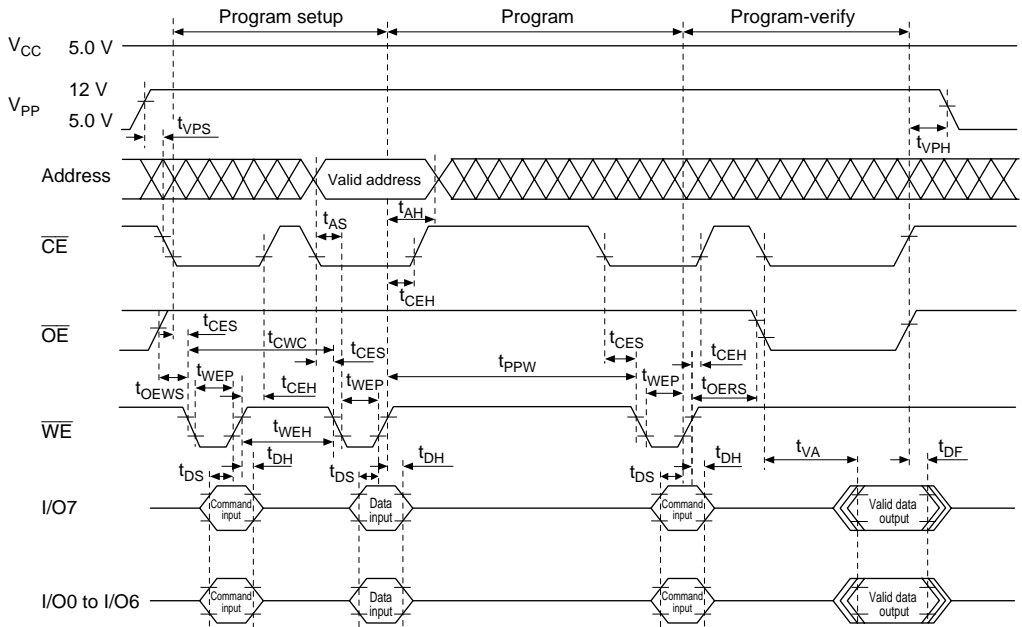 Program setup Program Program-verify
VCC 5.0 V
12 V
VPP
5.0 V
tVPS
tVPH
Address Valid address
tAS tAH
CE
tCEH
OE
tCES tCWC tCES tCES tCEH
tPPW
tWEP tWEP tWEP
tOEWS tCEH tOERS
WE
tWEH
tDS tDH tDS tDH tDS tDH tVA tDF
I/O7
Command input
Data input
Command input
Valid data output
I/O0 to I/O6
Command input
Data input
Command input
Valid data output